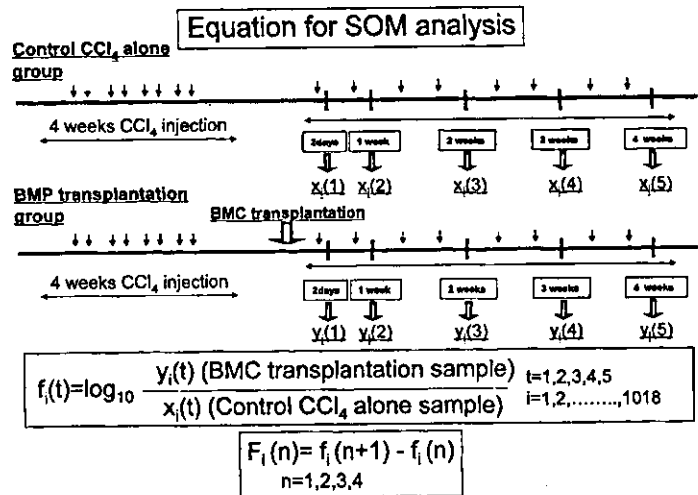 Equation for SOM analysis
Control CCl₄ alone
group
4 weeks CCl₄ injection
2days 1 week 2 weeks 3 weeks 4 weeks
xᵢ(1) xᵢ(2) xᵢ(3) xᵢ(4) xᵢ(5)
BMP transplantation
group
BMC transplantation
4 weeks CCl₄ injection
2days 1 week 2 weeks 3 weeks 4 weeks
yᵢ(1) yᵢ(2) yᵢ(3) yᵢ(4) yᵢ(5)
fᵢ(t)=log₁₀ yᵢ(t) (BMC transplantation sample)
xᵢ(t) (Control CCl₄ alone sample)
t=1,2,3,4,5
i=1,2,........,1018
Fᵢ(n)= fᵢ(n+1) - fᵢ(n)
n=1,2,3,4